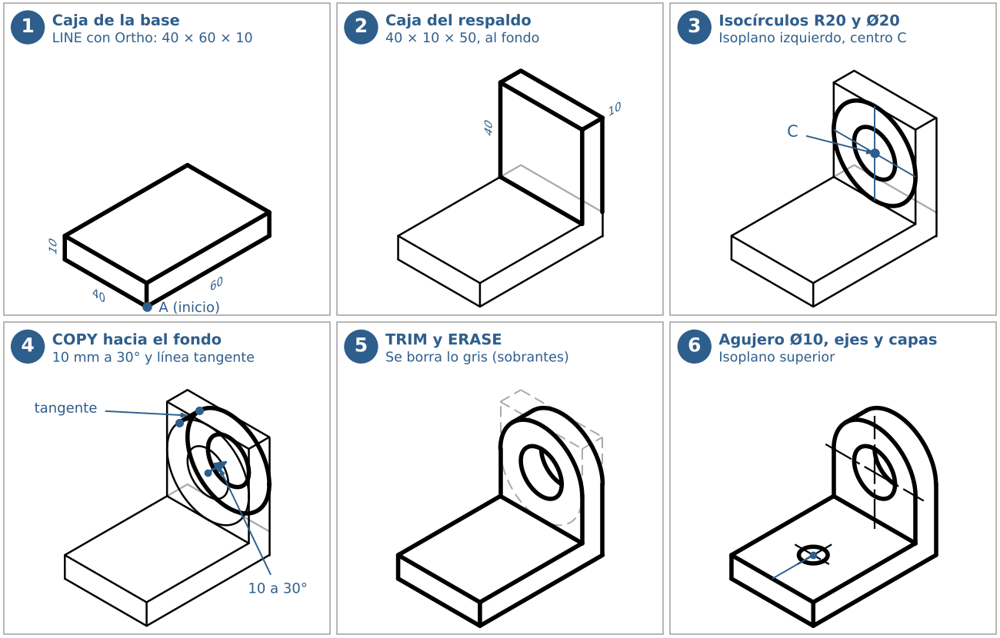 1
Caja de la base
LINE con Ortho: 40 × 60 × 10
10
40
60
A (inicio)
2
Caja del respaldo
40 × 10 × 50, al fondo
40
10
3
Isocírculos R20 y Ø20
Isoplano izquierdo, centro C
C
4
COPY hacia el fondo
10 mm a 30° y línea tangente
tangente
10 a 30°
5
TRIM y ERASE
Se borra lo gris (sobrantes)
6
Agujero Ø10, ejes y capas
Isoplano superior